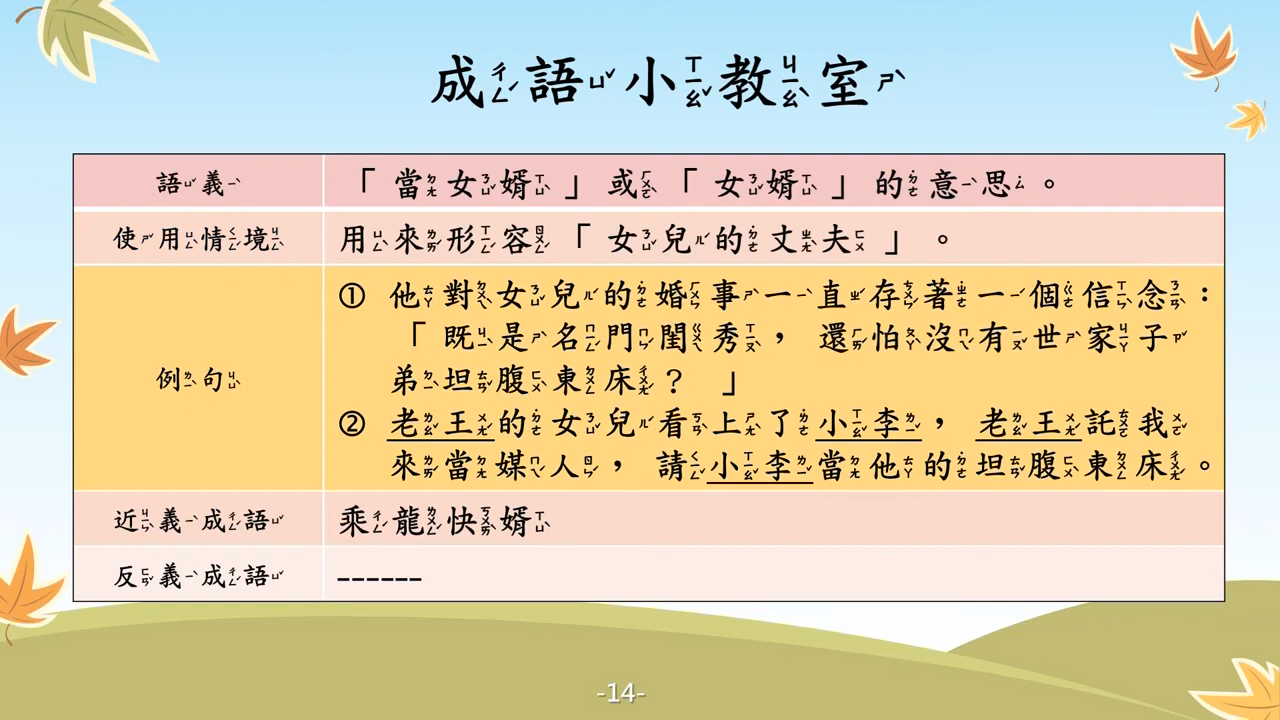 成語小教室
語義
「當女婿」或「女婿」的意思。
使用情境
用來形容「女兒的丈夫」。
例句
① 他對女兒的婚事一直存著一個信念：
「既是名門閨秀，還怕沒有世家子
弟坦腹東床？」
② 老王的女兒看上了小李，老王託我
來當媒人，請小李當他的坦腹東床。
近義成語
乘龍快婿
反義成語
------
-14-